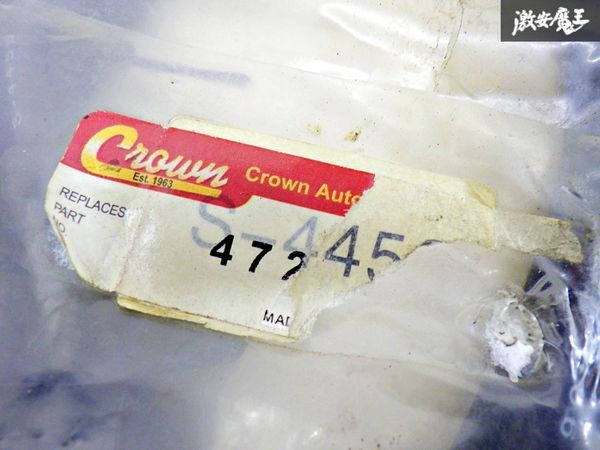 激安魔王
Crown
Est. 1963
Crown Auto
REPLACES
PART
NO
S-445
472
MAD